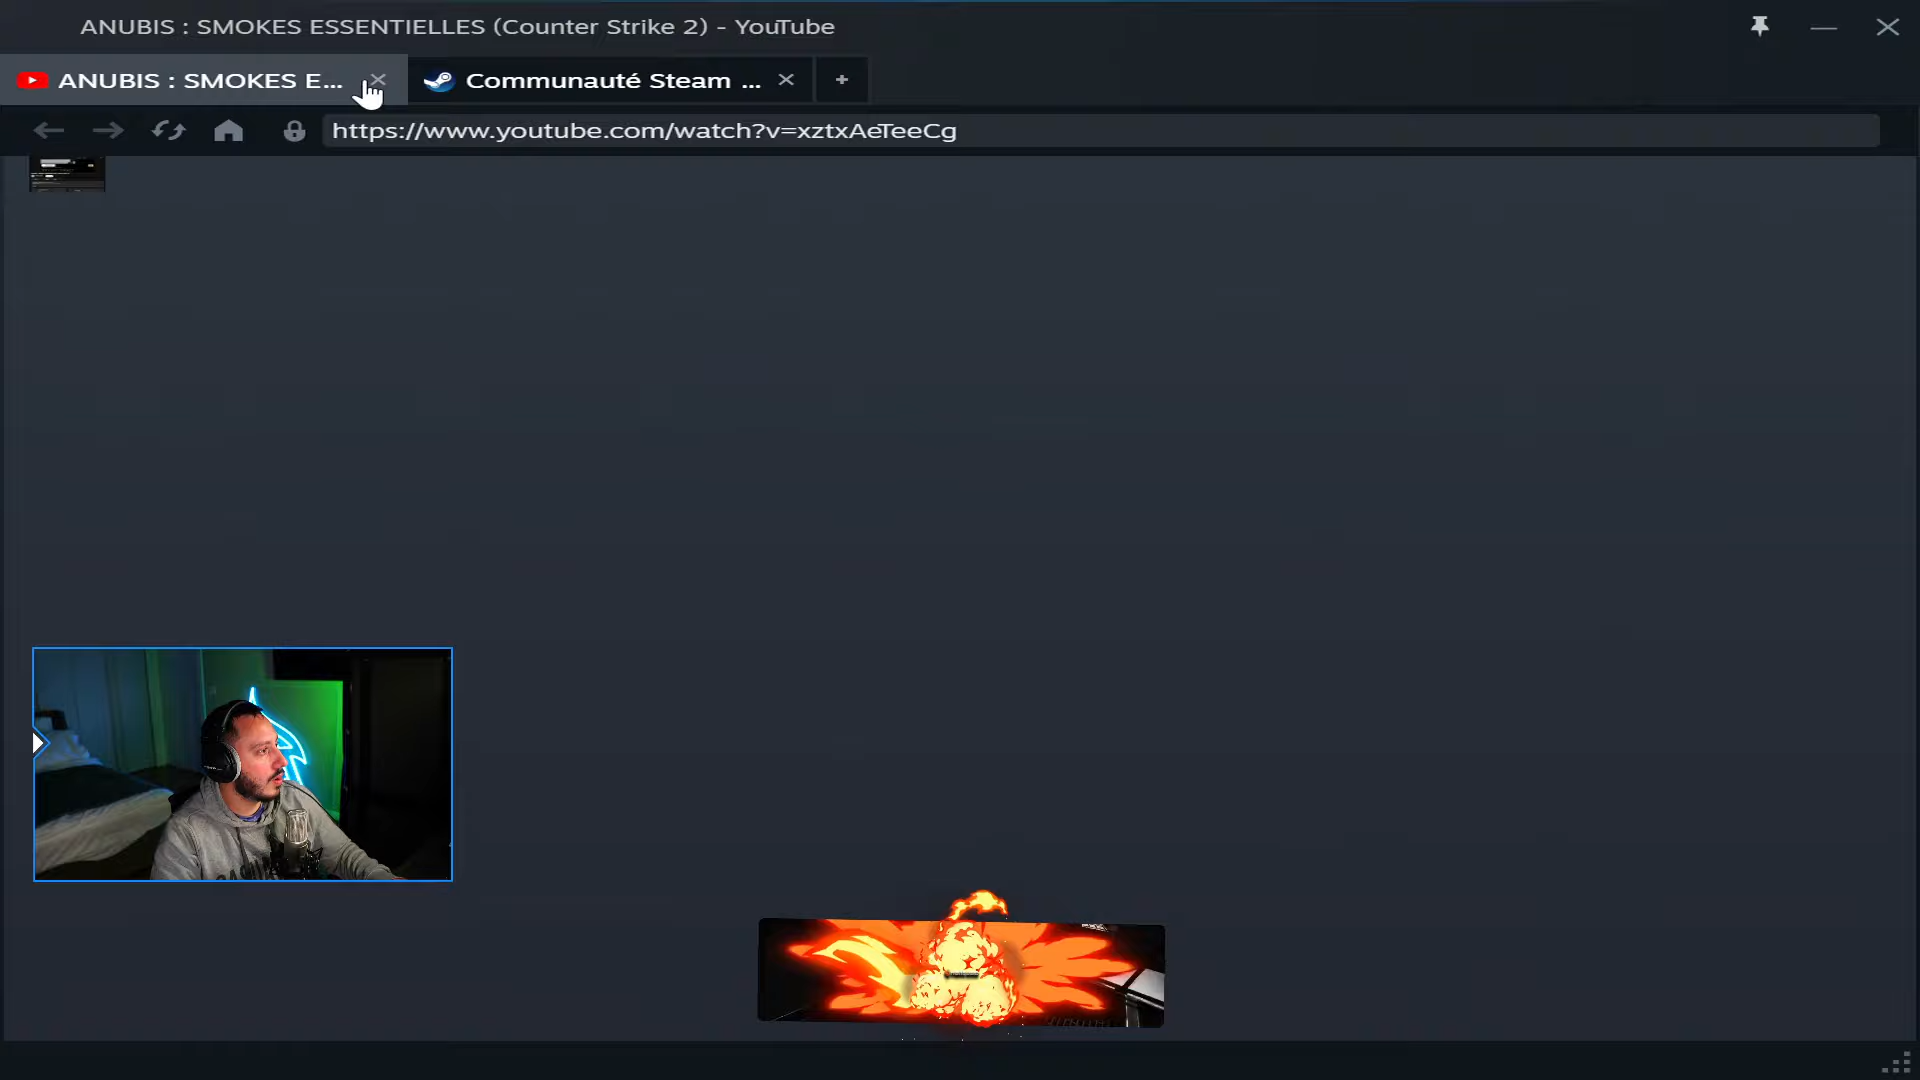 ANUBIS : SMOKES ESSENTIELLES (Counter Strike 2) - YouTube
ANUBIS : SMOKES E...
Communauté Steam ...
https://www.youtube.com/watch?v=xztxAeTeeCg